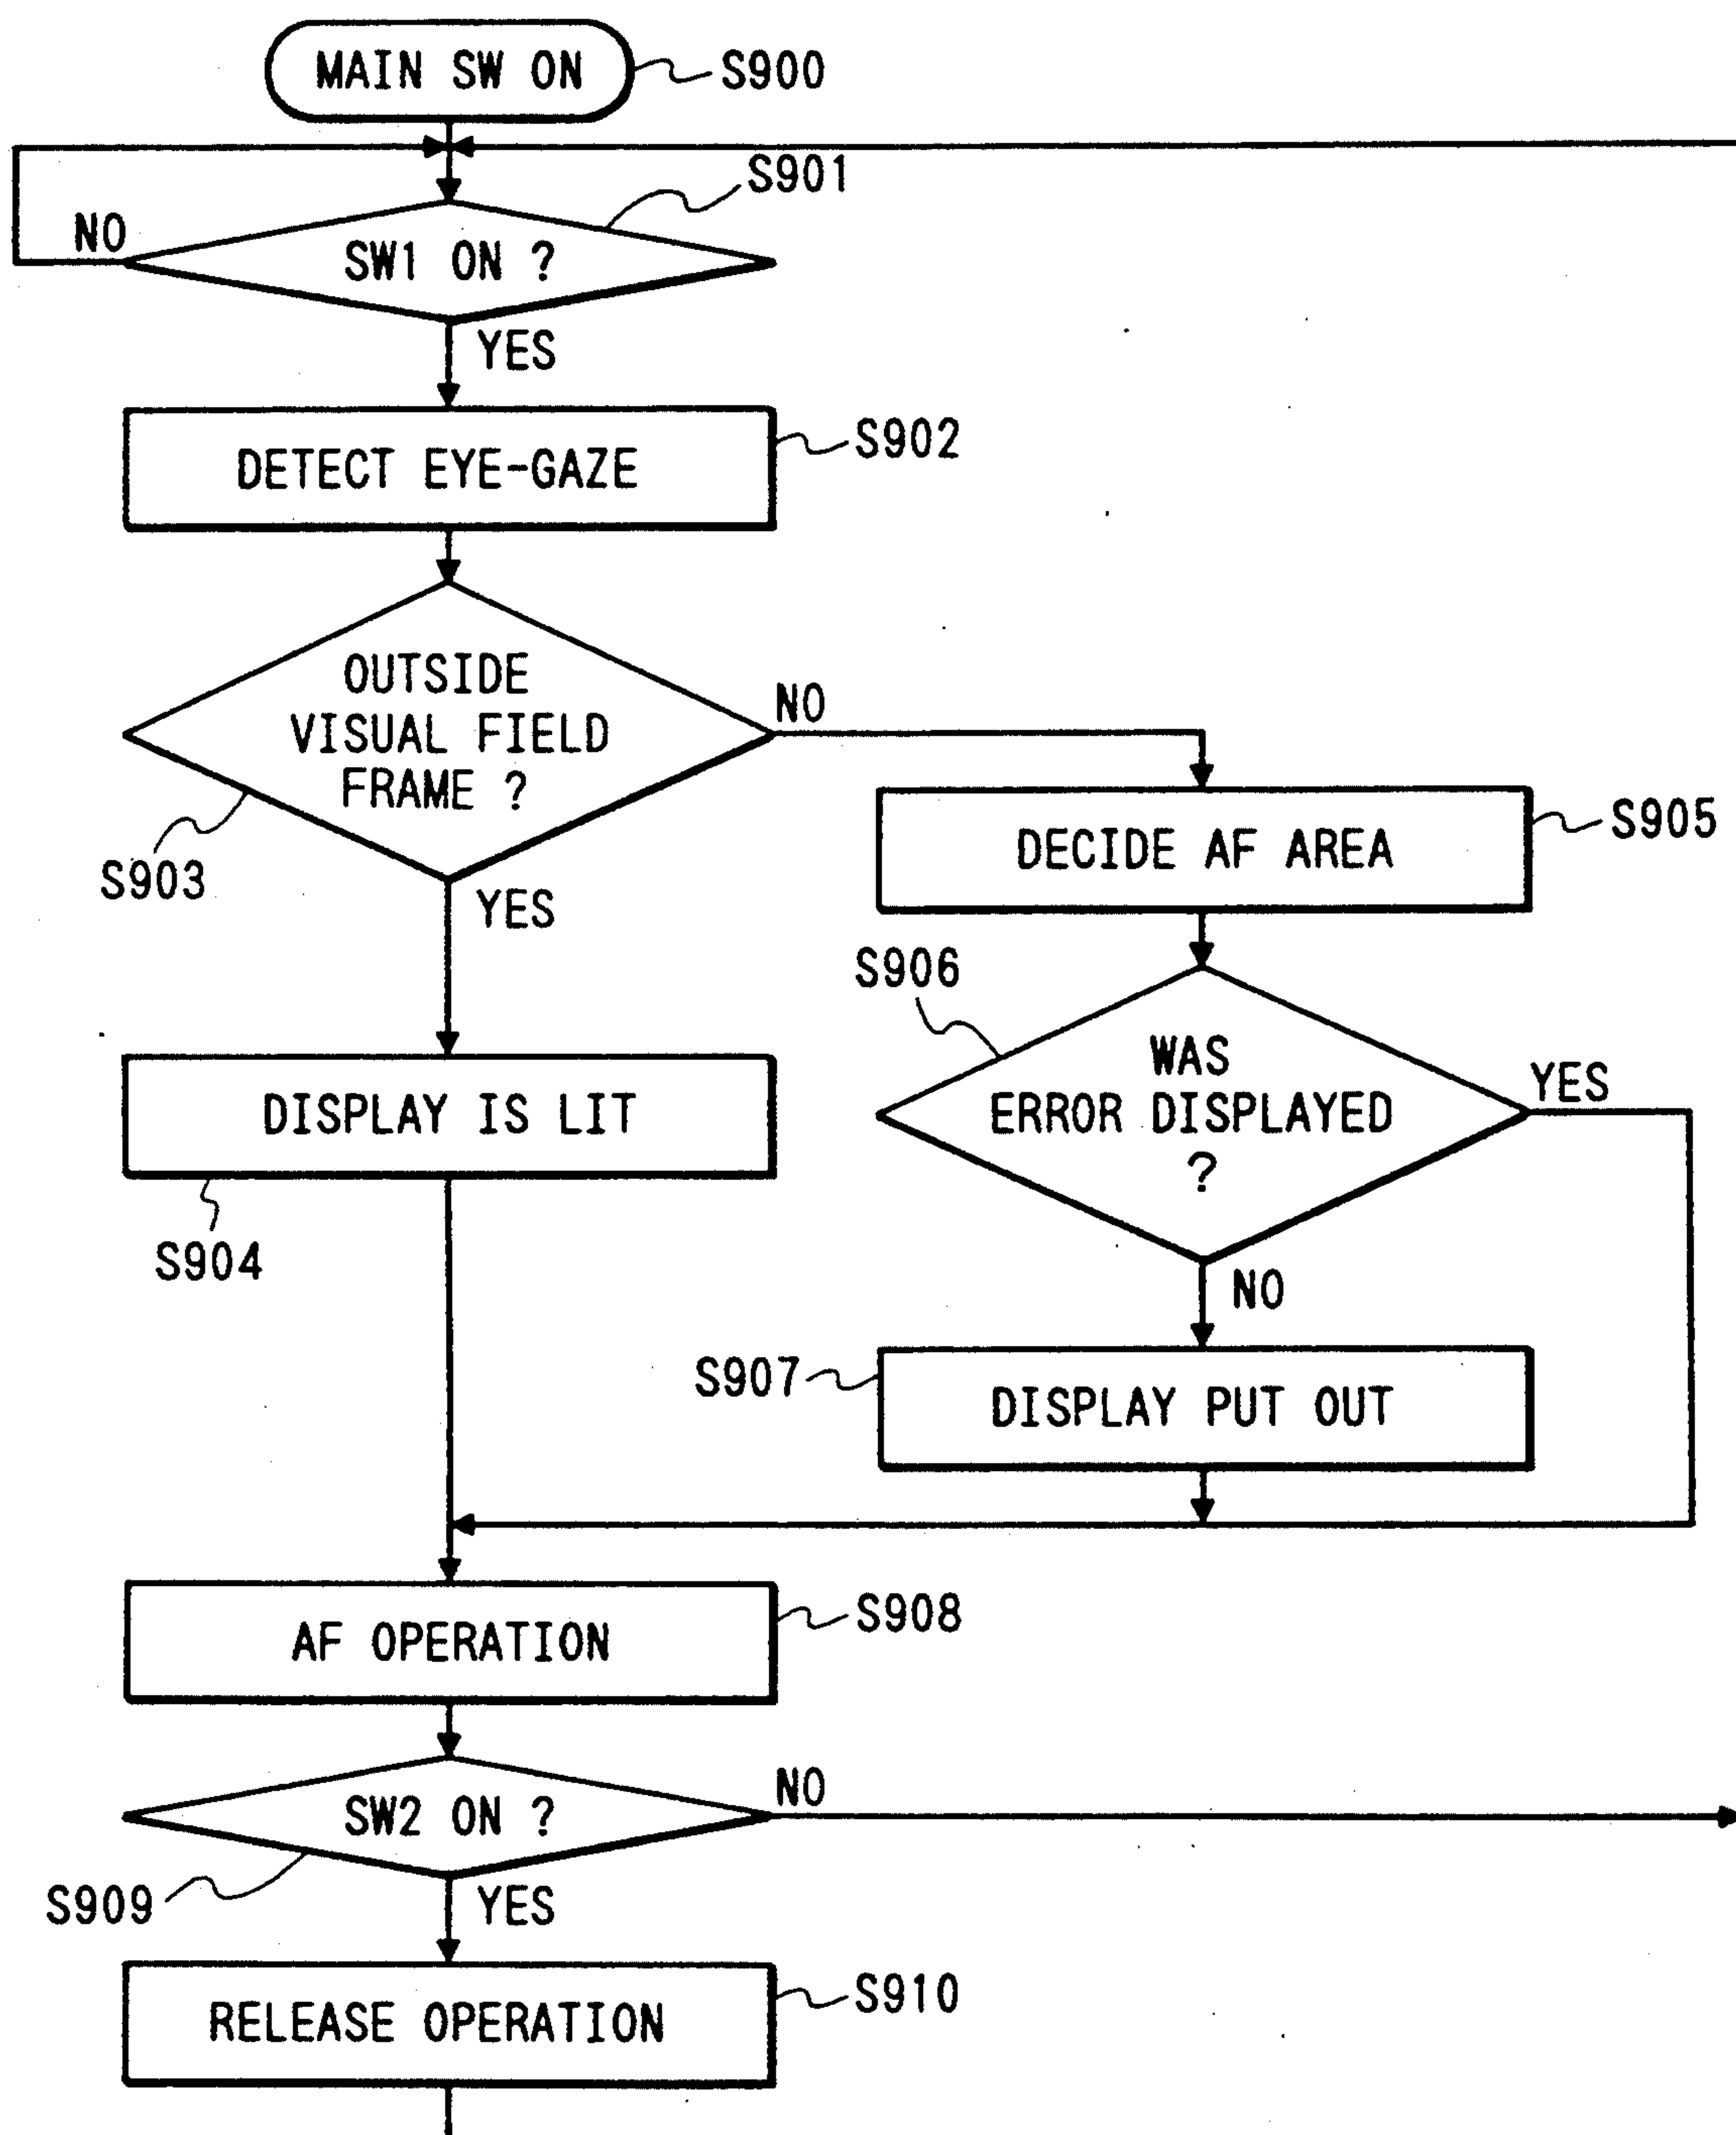 MAIN SW ON
S900
S901
NO
SW1 ON ?
YES
DETECT EYE-GAZE
S902
OUTSIDE
VISUAL FIELD
FRAME ?
NO
S903
YES
DECIDE AF AREA
S905
S906
WAS
ERROR DISPLAYED
?
YES
DISPLAY IS LIT
S904
NO
S907
DISPLAY PUT OUT
AF OPERATION
S908
SW2 ON ?
NO
S909
YES
RELEASE OPERATION
S910